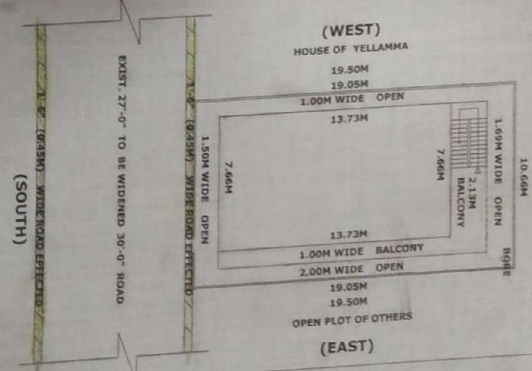 (WEST)
HOUSE OF YELLAMMA
19.50M
19.05M
1.00M WIDE OPEN
13.73M
1'-6" (0.45M) WIDE ROAD EFFECTED
EXIST. 27'-0" TO BE WIDENED 30'-0" ROAD
1'-6" (0.45M) WIDE ROAD EFFECTED
(SOUTH)
1.50M WIDE OPEN
7.66M
7.66M
2.13M
BALCONY
1.69M WIDE OPEN
10.66M
BORE
13.73M
1.00M WIDE BALCONY
2.00M WIDE OPEN
19.05M
19.50M
OPEN PLOT OF OTHERS
(EAST)